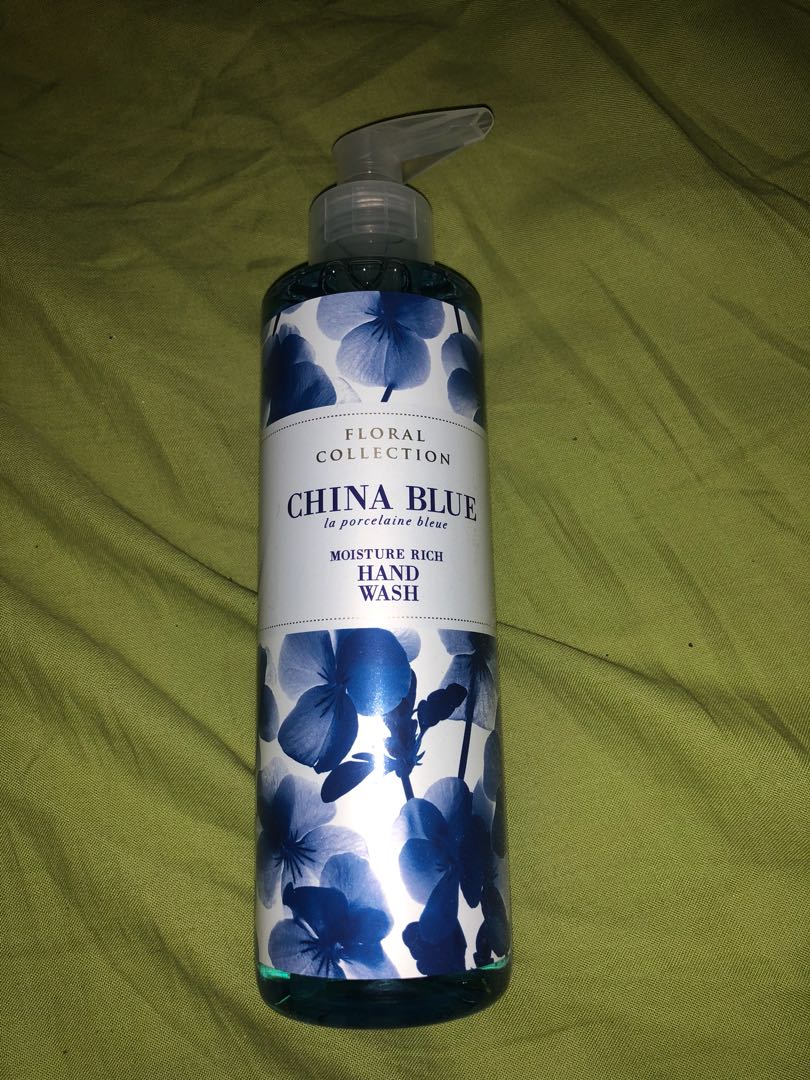 FLORAL
COLLECTION
CHINA BLUE
la porcelaine bleue
MOISTURE RICH
HAND
WASH